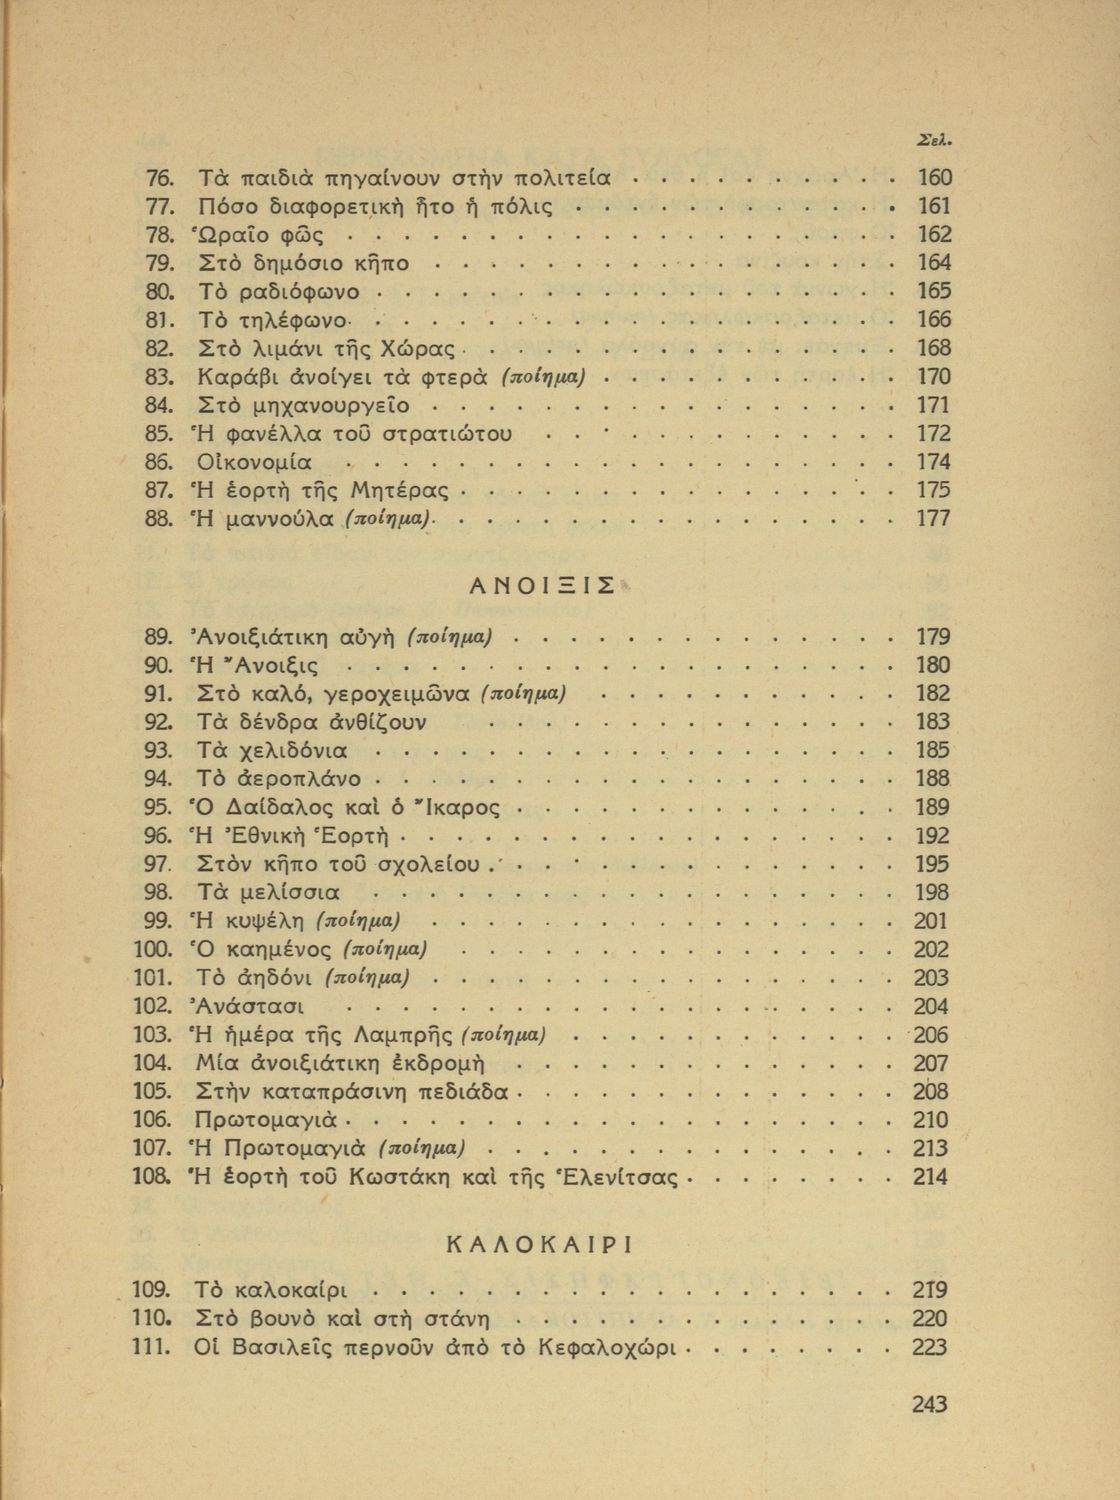 Σελ.
76. Τὰ παιδιὰ πηγαίνουν στὴν πολιτεία . . . . . . . . . . 160
77. Πόσο διαφορετικὴ ἦτο ἡ πόλις . . . . . . . . . . . . 161
78. Ὡραῖο φῶς . . . . . . . . . . . . . . . . . . . . 162
79. Στὸ δημόσιο κῆπο . . . . . . . . . . . . . . . . . 164
80. Τὸ ραδιόφωνο . . . . . . . . . . . . . . . . . . . 165
81. Τὸ τηλέφωνο . . . . . . . . . . . . . . . . . . . . 166
82. Στὸ λιμάνι τῆς Χώρας . . . . . . . . . . . . . . . . 168
83. Καράβι ἀνοίγει τὰ φτερὰ (ποίημα) . . . . . . . . . . . 170
84. Στὸ μηχανουργεῖο . . . . . . . . . . . . . . . . . 171
85. Ἡ φανέλλα τοῦ στρατιώτου . . . . . . . . . . . . . 172
86. Οἰκονομία . . . . . . . . . . . . . . . . . . . . 174
87. Ἡ ἑορτὴ τῆς Μητέρας . . . . . . . . . . . . . . . . 175
88. Ἡ μαννούλα (ποίημα) . . . . . . . . . . . . . . . . . 177
ΑΝΟΙΞΙΣ
89. Ἀνοιξιάτικη αὐγὴ (ποίημα) . . . . . . . . . . . . . . 179
90. Ἡ Ἄνοιξις . . . . . . . . . . . . . . . . . . . . 180
91. Στὸ καλό, γεροχειμῶνα (ποίημα) . . . . . . . . . . . 182
92. Τὰ δένδρα ἀνθίζουν . . . . . . . . . . . . . . . 183
93. Τὰ χελιδόνια . . . . . . . . . . . . . . . . . . . 185
94. Τὸ ἀεροπλάνο . . . . . . . . . . . . . . . . . . . 188
95. Ὁ Δαίδαλος καὶ ὁ Ἴκαρος . . . . . . . . . . . . . . 189
96. Ἡ Ἐθνικὴ Ἑορτὴ . . . . . . . . . . . . . . . . . . 192
97. Στὸν κῆπο τοῦ σχολείου . . . . . . . . . . . . . . . 195
98. Τὰ μελίσσια . . . . . . . . . . . . . . . . . . . 198
99. Ἡ κυψέλη (ποίημα) . . . . . . . . . . . . . . . . . 201
100. Ὁ καημένος (ποίημα) . . . . . . . . . . . . . . . . 202
101. Τὸ ἀηδόνι (ποίημα) . . . . . . . . . . . . . . . . . 203
102. Ἀνάστασι . . . . . . . . . . . . . . . . . . . . 204
103. Ἡ ἡμέρα τῆς Λαμπρῆς (ποίημα) . . . . . . . . . . . . 206
104. Μία ἀνοιξιάτικη ἐκδρομὴ . . . . . . . . . . . . . . 207
105. Στὴν καταπράσινη πεδιάδα . . . . . . . . . . . . . . 208
106. Πρωτομαγιὰ . . . . . . . . . . . . . . . . . . . . 210
107. Ἡ Πρωτομαγιὰ (ποίημα) . . . . . . . . . . . . . . . 213
108. Ἡ ἑορτὴ τοῦ Κωστάκη καὶ τῆς Ἑλενίτσας . . . . . . . . 214
ΚΑΛΟΚΑΙΡΙ
109. Τὸ καλοκαίρι . . . . . . . . . . . . . . . . . . . 219
110. Στὸ βουνὸ καὶ στὴ στάνη . . . . . . . . . . . . . . 220
111. Οἱ Βασιλεῖς περνοῦν ἀπὸ τὸ Κεφαλοχώρι . . . . . . . . 223
243